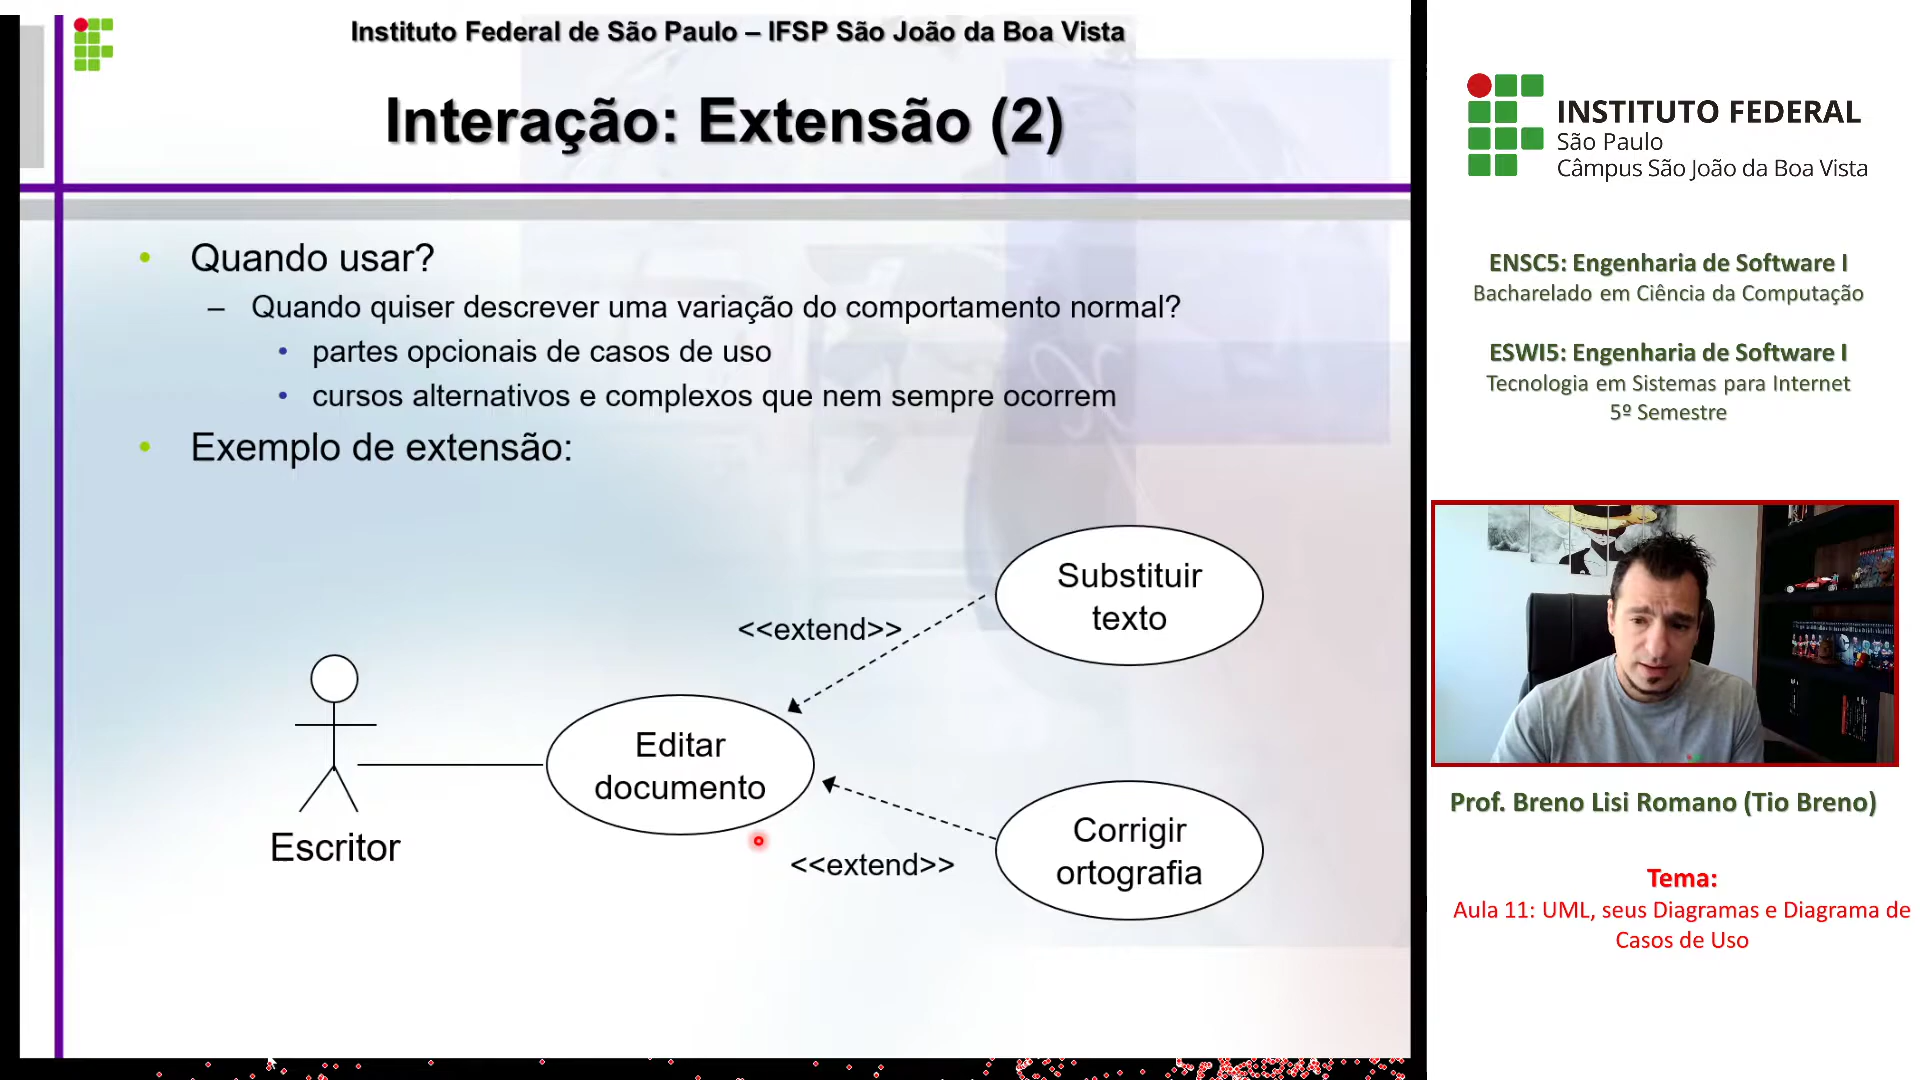 Instituto Federal de São Paulo – IFSP São João da Boa Vista
Interação: Extensão (2)
• Quando usar?
– Quando quiser descrever uma variação do comportamento normal?
• partes opcionais de casos de uso
• cursos alternativos e complexos que nem sempre ocorrem
• Exemplo de extensão:
Substituir
texto
<<extend>>
Editar
documento
Escritor
<<extend>>
Corrigir
ortografia
INSTITUTO FEDERAL
São Paulo
Câmpus São João da Boa Vista
ENSC5: Engenharia de Software I
Bacharelado em Ciência da Computação
ESWI5: Engenharia de Software I
Tecnologia em Sistemas para Internet
5º Semestre
Prof. Breno Lisi Romano (Tio Breno)
Tema:
Aula 11: UML, seus Diagramas e Diagrama de
Casos de Uso